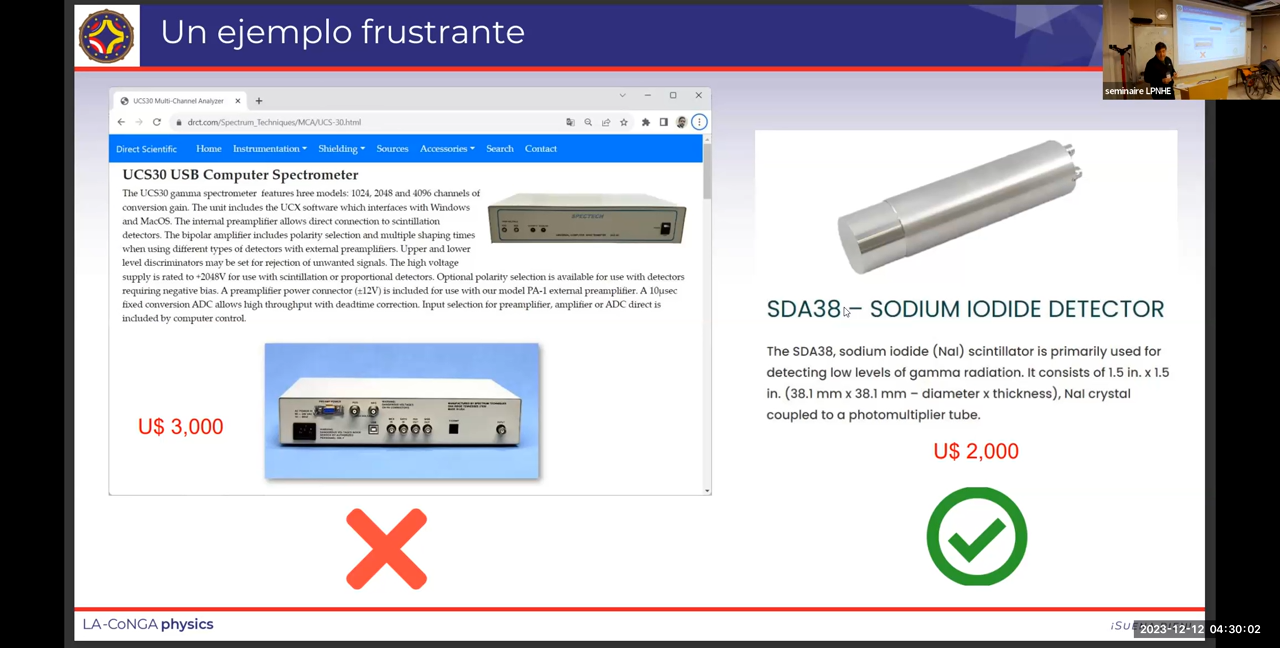 Un ejemplo frustrante
seminaire LPNHE
UCS30 Multi-Channel Analyzer
drct.com/Spectrum_Techniques/MCA/UCS-30.html
Direct Scientific Home Instrumentation Shielding Sources Accessories Search Contact
UCS30 USB Computer Spectrometer
The UCS30 gamma spectrometer features hree models: 1024, 2048 and 4096 channels of
conversion gain. The unit includes the UCX software which interfaces with Windows
and MacOS. The internal preamplifier allows direct connection to scintillation
detectors. The bipolar amplifier includes polarity selection and multiple shaping times
when using different types of detectors with external preamplifiers. Upper and lower
level discriminators may be set for rejection of unwanted signals. The high voltage
supply is rated to +2048V for use with scintillation or proportional detectors. Optional polarity selection is available for use with detectors
requiring negative bias. A preamplifier power connector (±12V) is included for use with our model PA-1 external preamplifier. A 10µsec
fixed conversion ADC allows high throughput with deadtime correction. Input selection for preamplifier, amplifier or ADC direct is
included by computer control.
SPECTECH
U$ 3,000
SDA38 – SODIUM IODIDE DETECTOR
The SDA38, sodium iodide (NaI) scintillator is primarily used for
detecting low levels of gamma radiation. It consists of 1.5 in. x 1.5
in. (38.1 mm x 38.1 mm – diameter x thickness), NaI crystal
coupled to a photomultiplier tube.
U$ 2,000
LA-CoNGA physics
2023-12-12 04:30:02